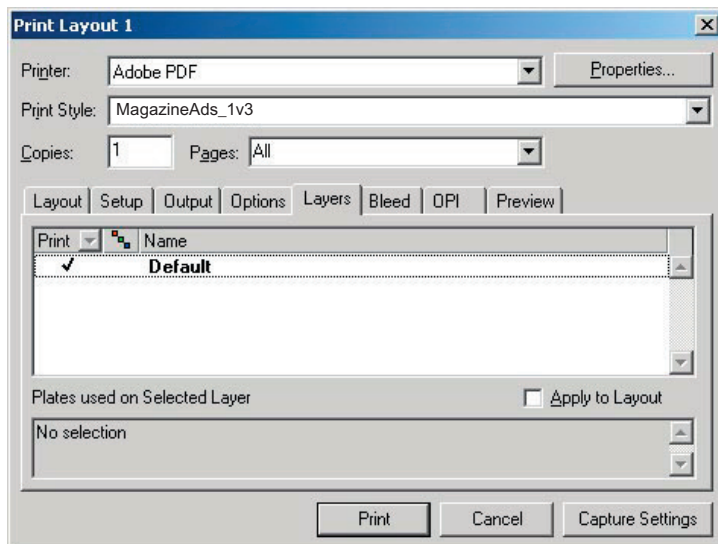 Print Layout 1
Printer: Adobe PDF Properties...
Print Style: MagazineAds_1v3
Copies: 1 Pages: All
Layout Setup Output Options Layers Bleed OPI Preview
Print Name
Default
Plates used on Selected Layer Apply to Layout
No selection
Print Cancel Capture Settings